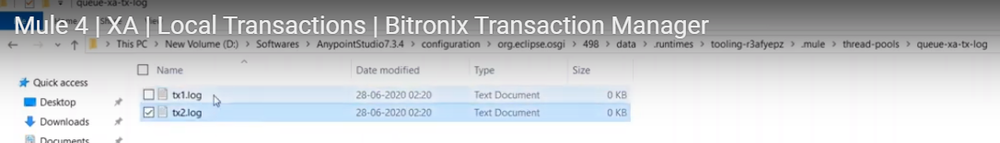 queue-xa-tx-log
Mule 4 | XA | Local Transactions | Bitronix Transaction Manager
This PC > New Volume (D:) > Softwares > AnypointStudio7.3.4 > configuration > org.eclipse.osgi > 498 > data > .runtimes > tooling-r3afyepz > .mule > thread-pools > queue-xa-tx-log
Name Date modified Type Size
Quick access
tx1.log 28-06-2020 02:20 Text Document 0 KB
Desktop
tx2.log 28-06-2020 02:20 Text Document 0 KB
Downloads
Documents